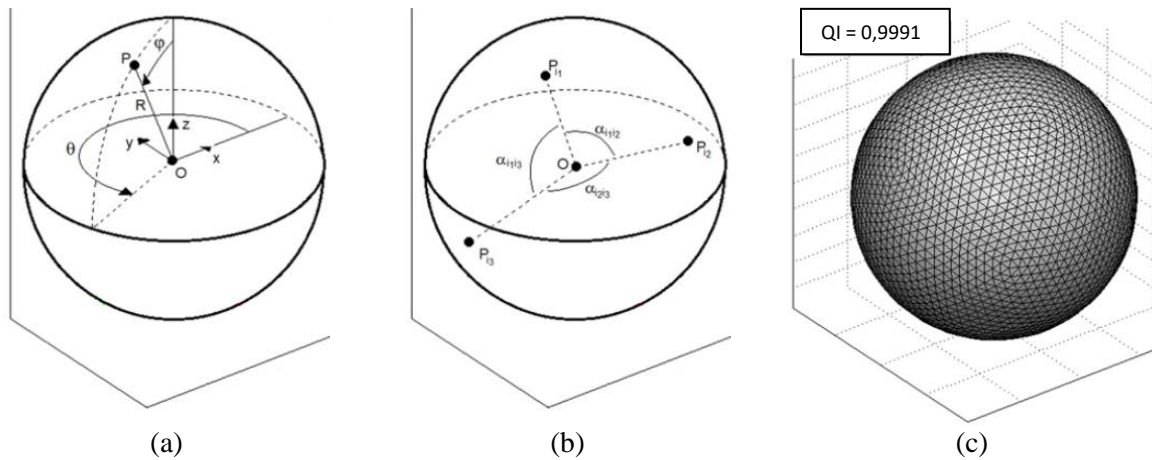 φ
P
R
z
θ
y
x
O
(a)
P_{i1}
α_{i1i2}
α_{i1i3}
O
P_{i2}
α_{i2i3}
P_{i3}
(b)
QI = 0,9991
(c)